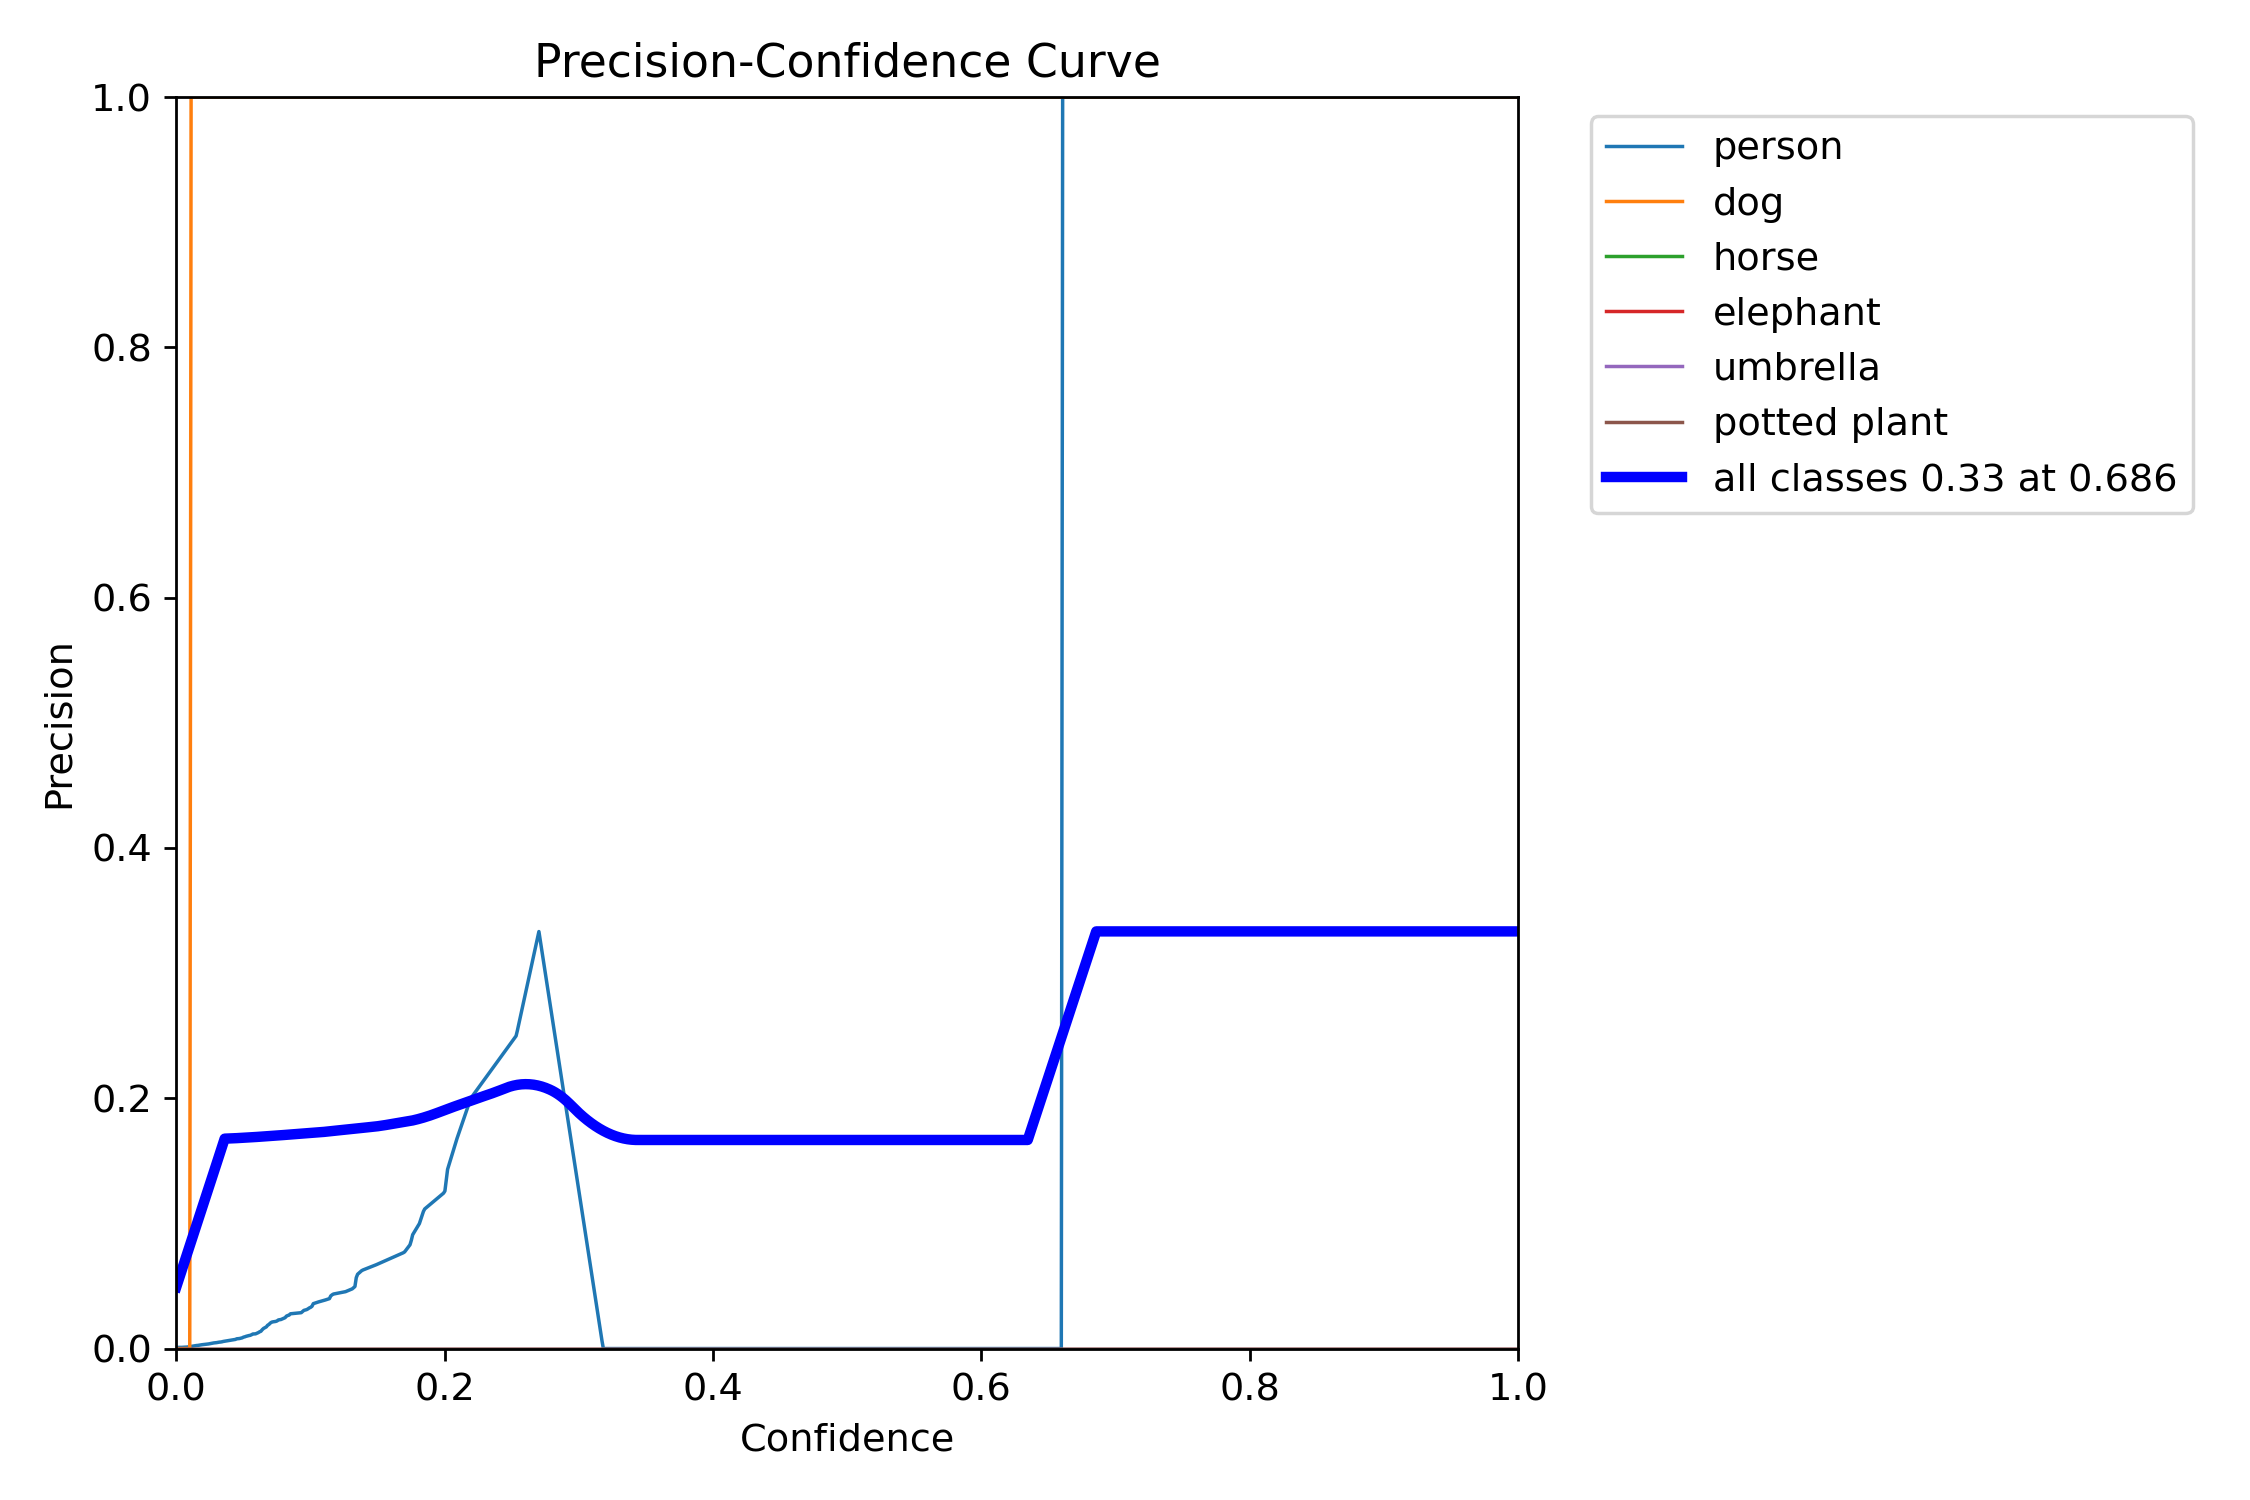 Precision-Confidence Curve
1.0
0.8
0.6
0.4
0.2
0.0
Precision
0.0 0.2 0.4 0.6 0.8 1.0
Confidence
person
dog
horse
elephant
umbrella
potted plant
all classes 0.33 at 0.686